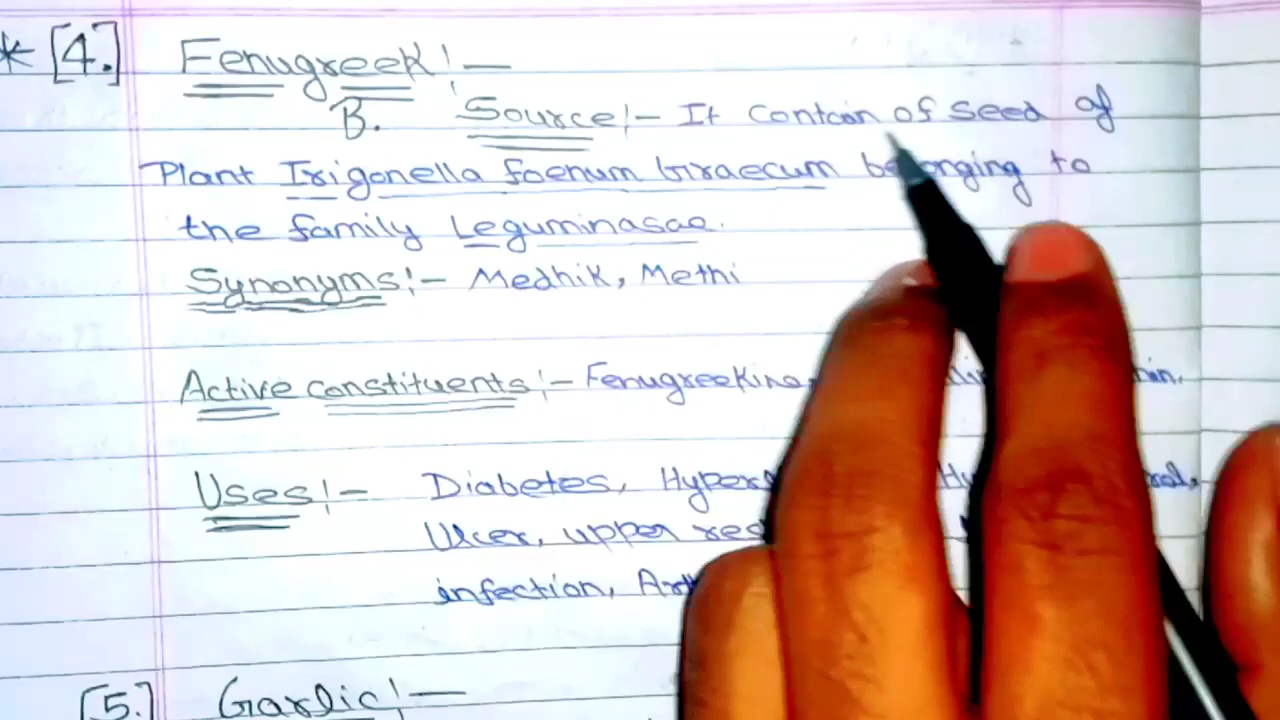 * [4.] Fenugreek:-
B. Source:- It contain of seed of
Plant Trigonella foenum Graecum belonging to
the family Leguminasae.
Synonyms:- Medhik, Methi
Active constituents:- Fenugreekine,
Uses:- Diabetes,
Ulcer, upper
infection,
[5.] Garlic:-